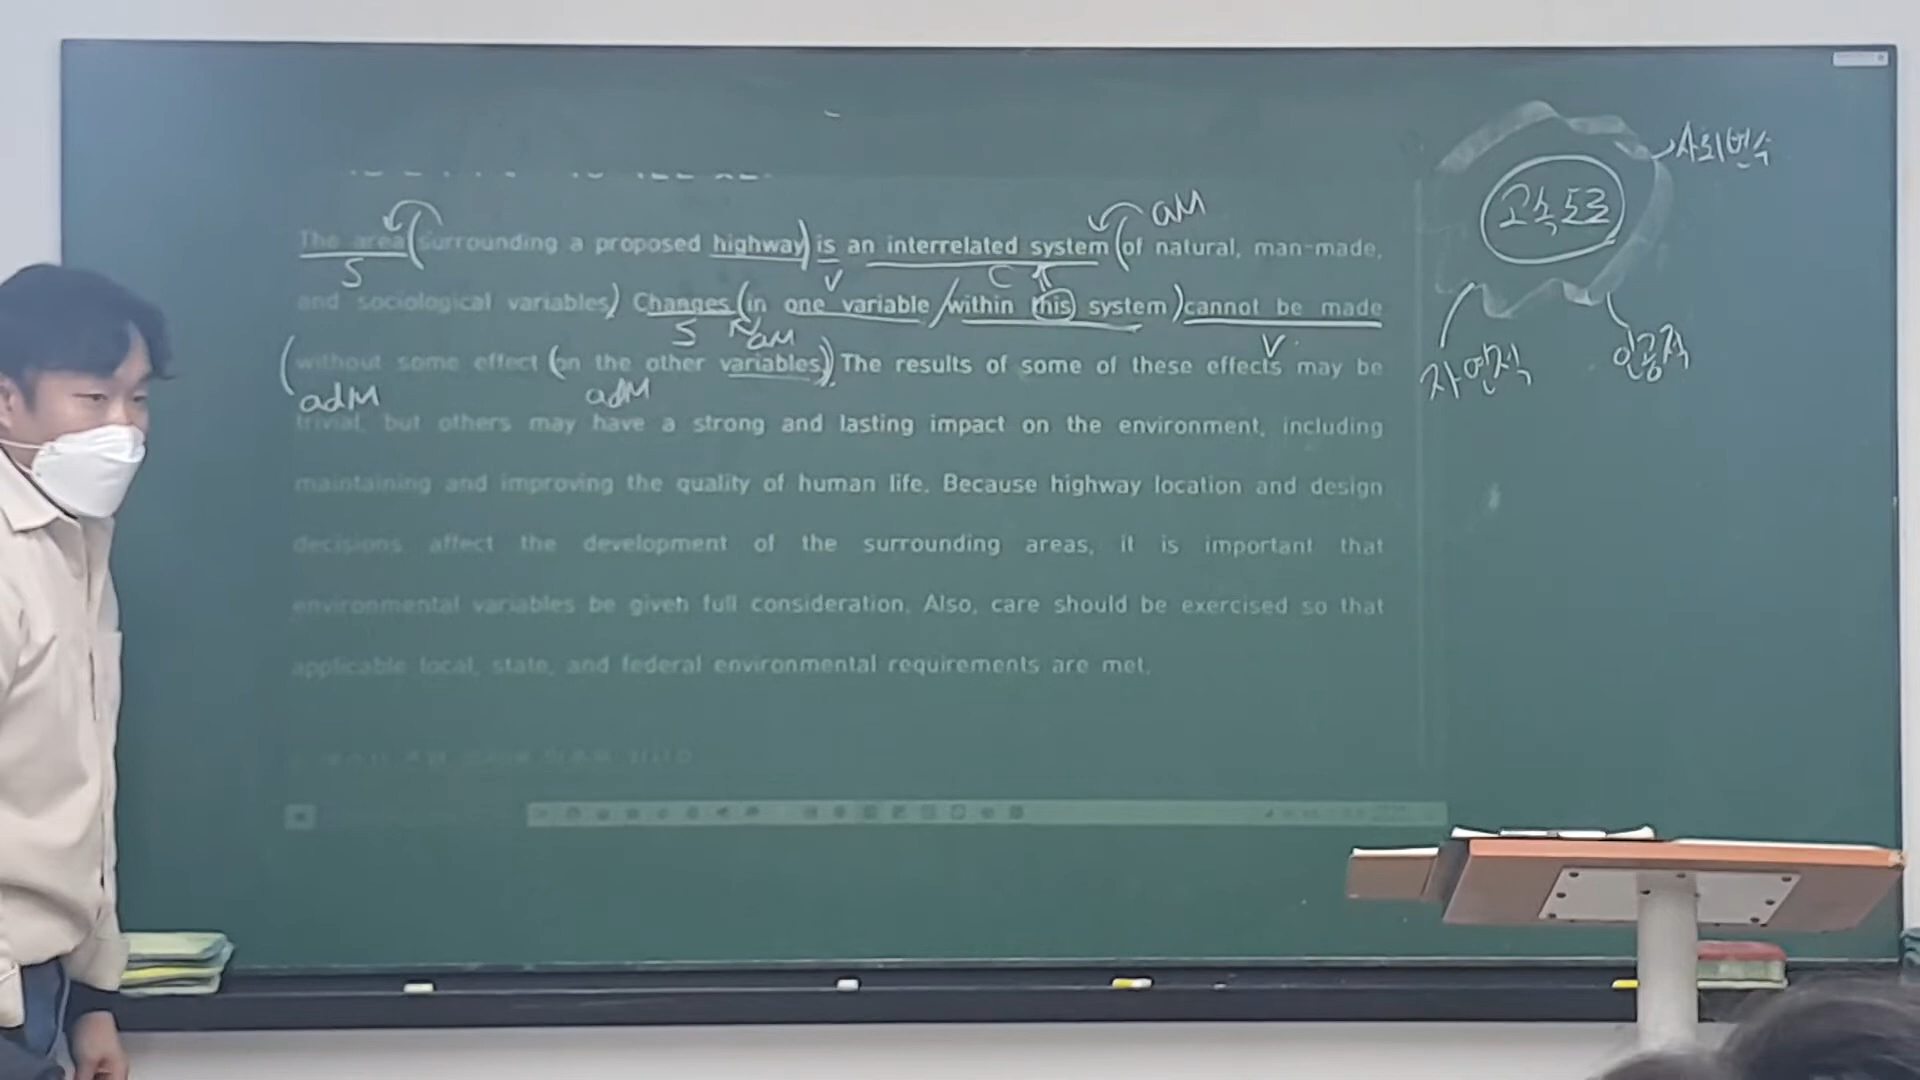 aM
The area (surrounding a proposed highway) is an interrelated system (of natural, man-made,
S V C
and sociological variables) Changes (in one variable / within this system) cannot be made
S aM V
(without some effect (on the other variables)) The results of some of these effects may be
adM adM
trivial, but others may have a strong and lasting impact on the environment, including
maintaining and improving the quality of human life. Because highway location and design
decisions affect the development of the surrounding areas, it is important that
environmental variables be given full consideration. Also, care should be exercised so that
applicable local, state, and federal environmental requirements are met.
사회변수
고속도로
자연적
인공적